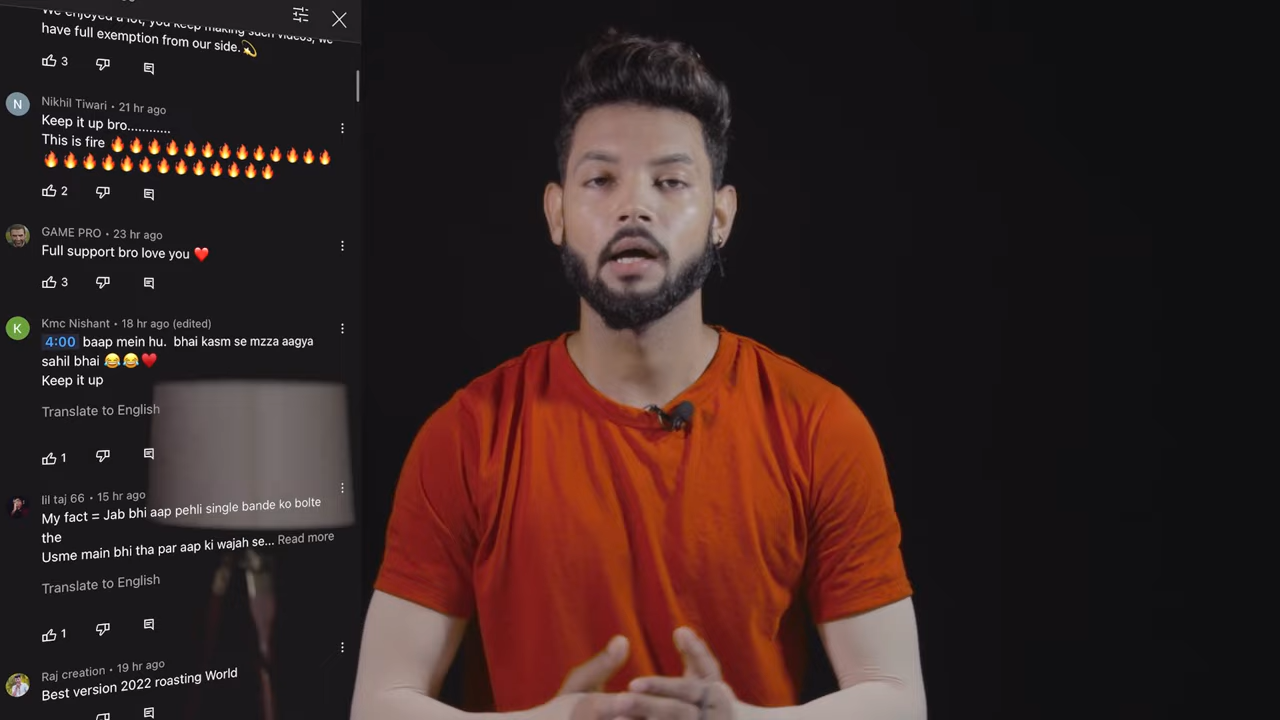 We enjoyed a lot, you keep making such videos, we
have full exemption from our side.💫
3
N
Nikhil Tiwari • 21 hr ago
Keep it up bro............
This is fire 🔥🔥🔥🔥🔥🔥🔥🔥🔥🔥🔥🔥🔥
🔥🔥🔥🔥🔥🔥🔥🔥🔥🔥🔥🔥
2
GAME PRO • 23 hr ago
Full support bro love you ❤️
3
K
Kmc Nishant • 18 hr ago (edited)
4:00 baap mein hu. bhai kasm se mzza aagya
sahil bhai 😂😂❤️
Keep it up
Translate to English
1
lil taj 66 • 15 hr ago
My fact = Jab bhi aap pehli single bande ko bolte
the
Usme main bhi tha par aap ki wajah se... Read more
Translate to English
1
Raj creation • 19 hr ago
Best version 2022 roasting World